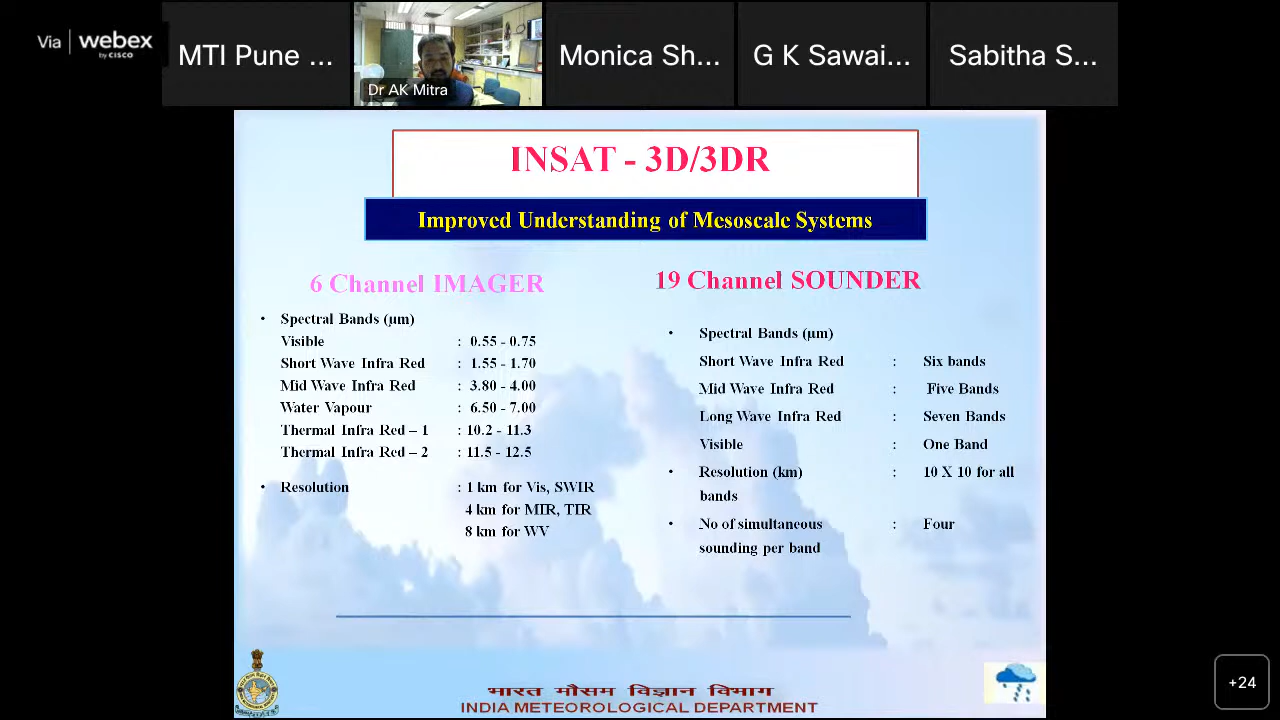 Via webex
by CISCO
MTI Pune ...
Dr AK Mitra
Monica Sh...
G K Sawai...
Sabitha S...
INSAT - 3D/3DR
Improved Understanding of Mesoscale Systems
6 Channel IMAGER
• Spectral Bands (μm)
Visible : 0.55 - 0.75
Short Wave Infra Red : 1.55 - 1.70
Mid Wave Infra Red : 3.80 - 4.00
Water Vapour : 6.50 - 7.00
Thermal Infra Red – 1 : 10.2 - 11.3
Thermal Infra Red – 2 : 11.5 - 12.5
• Resolution : 1 km for Vis, SWIR
4 km for MIR, TIR
8 km for WV
19 Channel SOUNDER
• Spectral Bands (μm)
Short Wave Infra Red : Six bands
Mid Wave Infra Red : Five Bands
Long Wave Infra Red : Seven Bands
Visible : One Band
• Resolution (km) : 10 X 10 for all
bands
• No of simultaneous : Four
sounding per band
भारत मौसम विज्ञान विभाग
INDIA METEOROLOGICAL DEPARTMENT
+24